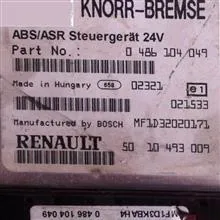 KNORR-BREMSE
ABS/ASR Steuergerät 24V
Part No.: 0 486 104 049
Made in Hungary 658 02321 e1
021533
Manufactured by BOSCH MF1D32020171
RENAULT 50 10 493 009
0 486 104 049